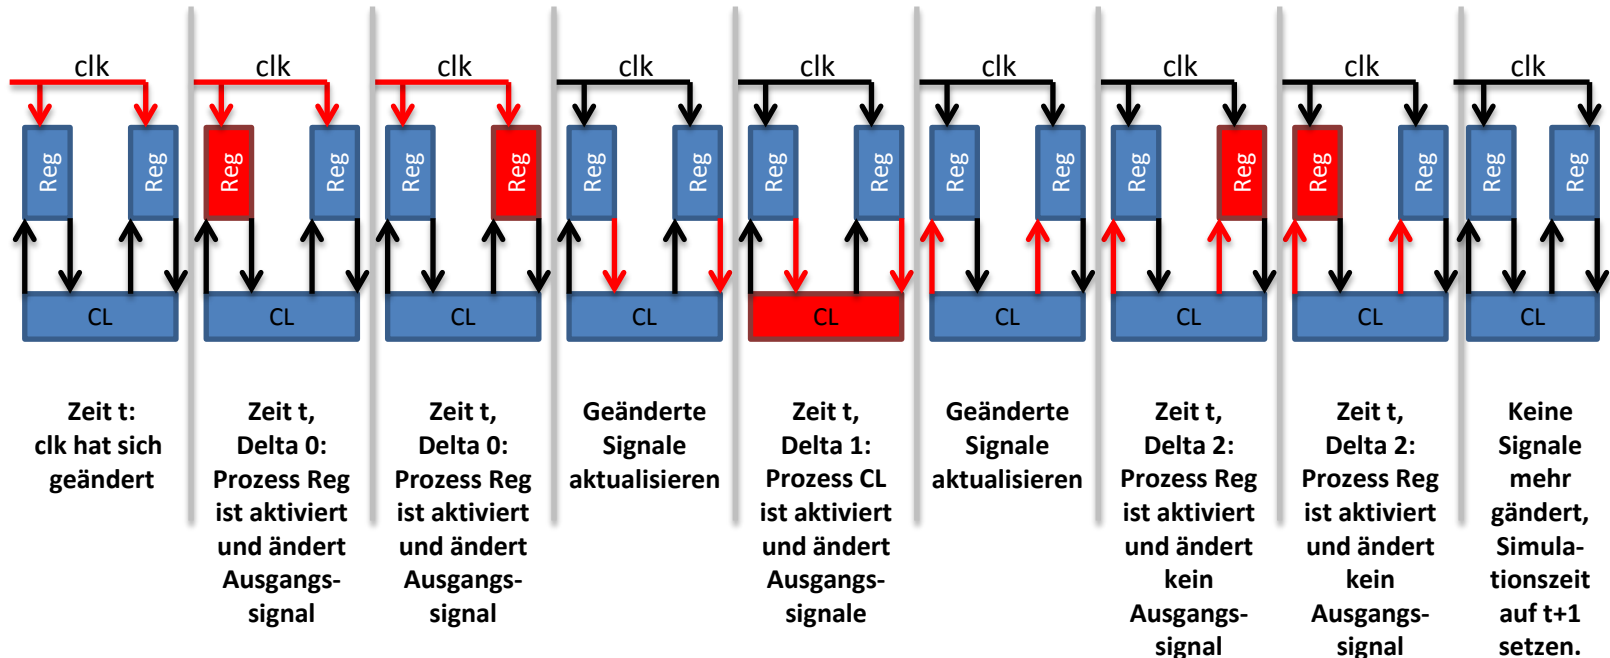 clk
Reg
Reg
CL
Zeit t:
clk hat sich
geändert
clk
Reg
Reg
CL
Zeit t,
Delta 0:
Prozess Reg
ist aktiviert
und ändert
Ausgangs-
signal
clk
Reg
Reg
CL
Zeit t,
Delta 0:
Prozess Reg
ist aktiviert
und ändert
Ausgangs-
signal
clk
Reg
Reg
CL
Geänderte
Signale
aktualisieren
clk
Reg
Reg
CL
Zeit t,
Delta 1:
Prozess CL
ist aktiviert
und ändert
Ausgangs-
signale
clk
Reg
Reg
CL
Geänderte
Signale
aktualisieren
clk
Reg
Reg
CL
Zeit t,
Delta 2:
Prozess Reg
ist aktiviert
und ändert
kein
Ausgangs-
signal
clk
Reg
Reg
CL
Zeit t,
Delta 2:
Prozess Reg
ist aktiviert
und ändert
kein
Ausgangs-
signal
clk
Reg
Reg
CL
Keine
Signale
mehr
gändert,
Simula-
tionszeit
auf t+1
setzen.